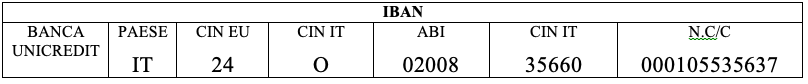 IBAN
BANCA UNICREDIT PAESE CIN EU CIN IT ABI CIN IT N.C/C
IT 24 O 02008 35660 000105535637